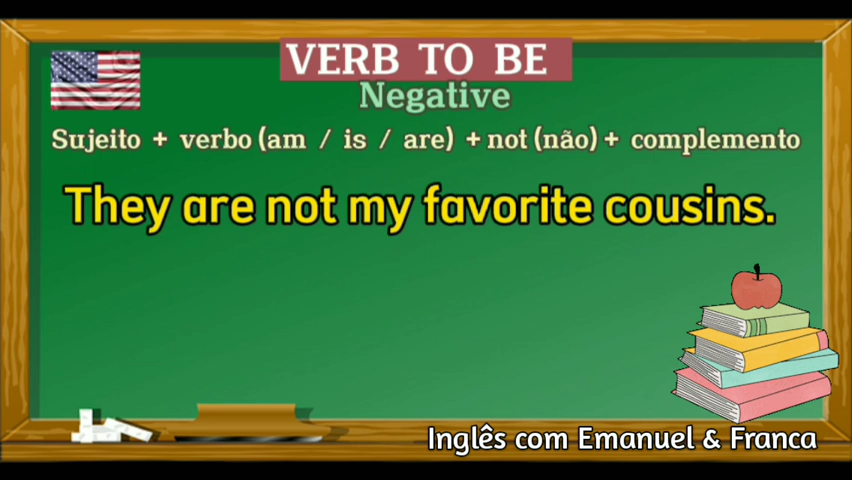 VERB TO BE
Negative
Sujeito + verbo (am / is / are) + not (não) + complemento
They are not my favorite cousins.
Inglês com Emanuel & Franca